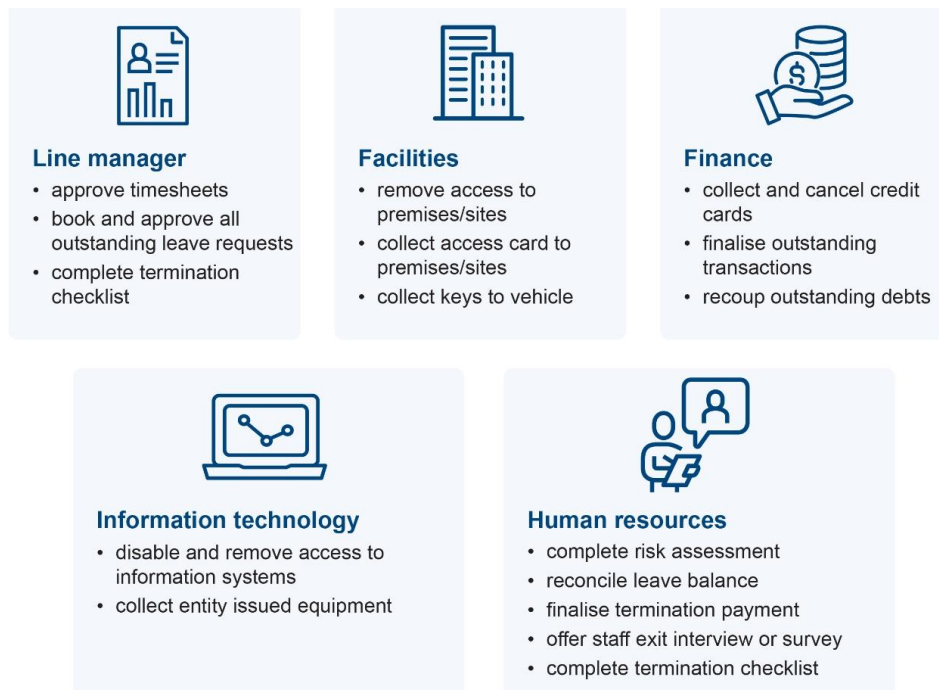 Line manager
• approve timesheets
• book and approve all
outstanding leave requests
• complete termination
checklist
Facilities
• remove access to
premises/sites
• collect access card to
premises/sites
• collect keys to vehicle
$
Finance
• collect and cancel credit
cards
• finalise outstanding
transactions
• recoup outstanding debts
Information technology
• disable and remove access to
information systems
• collect entity issued equipment
Human resources
• complete risk assessment
• reconcile leave balance
• finalise termination payment
• offer staff exit interview or survey
• complete termination checklist